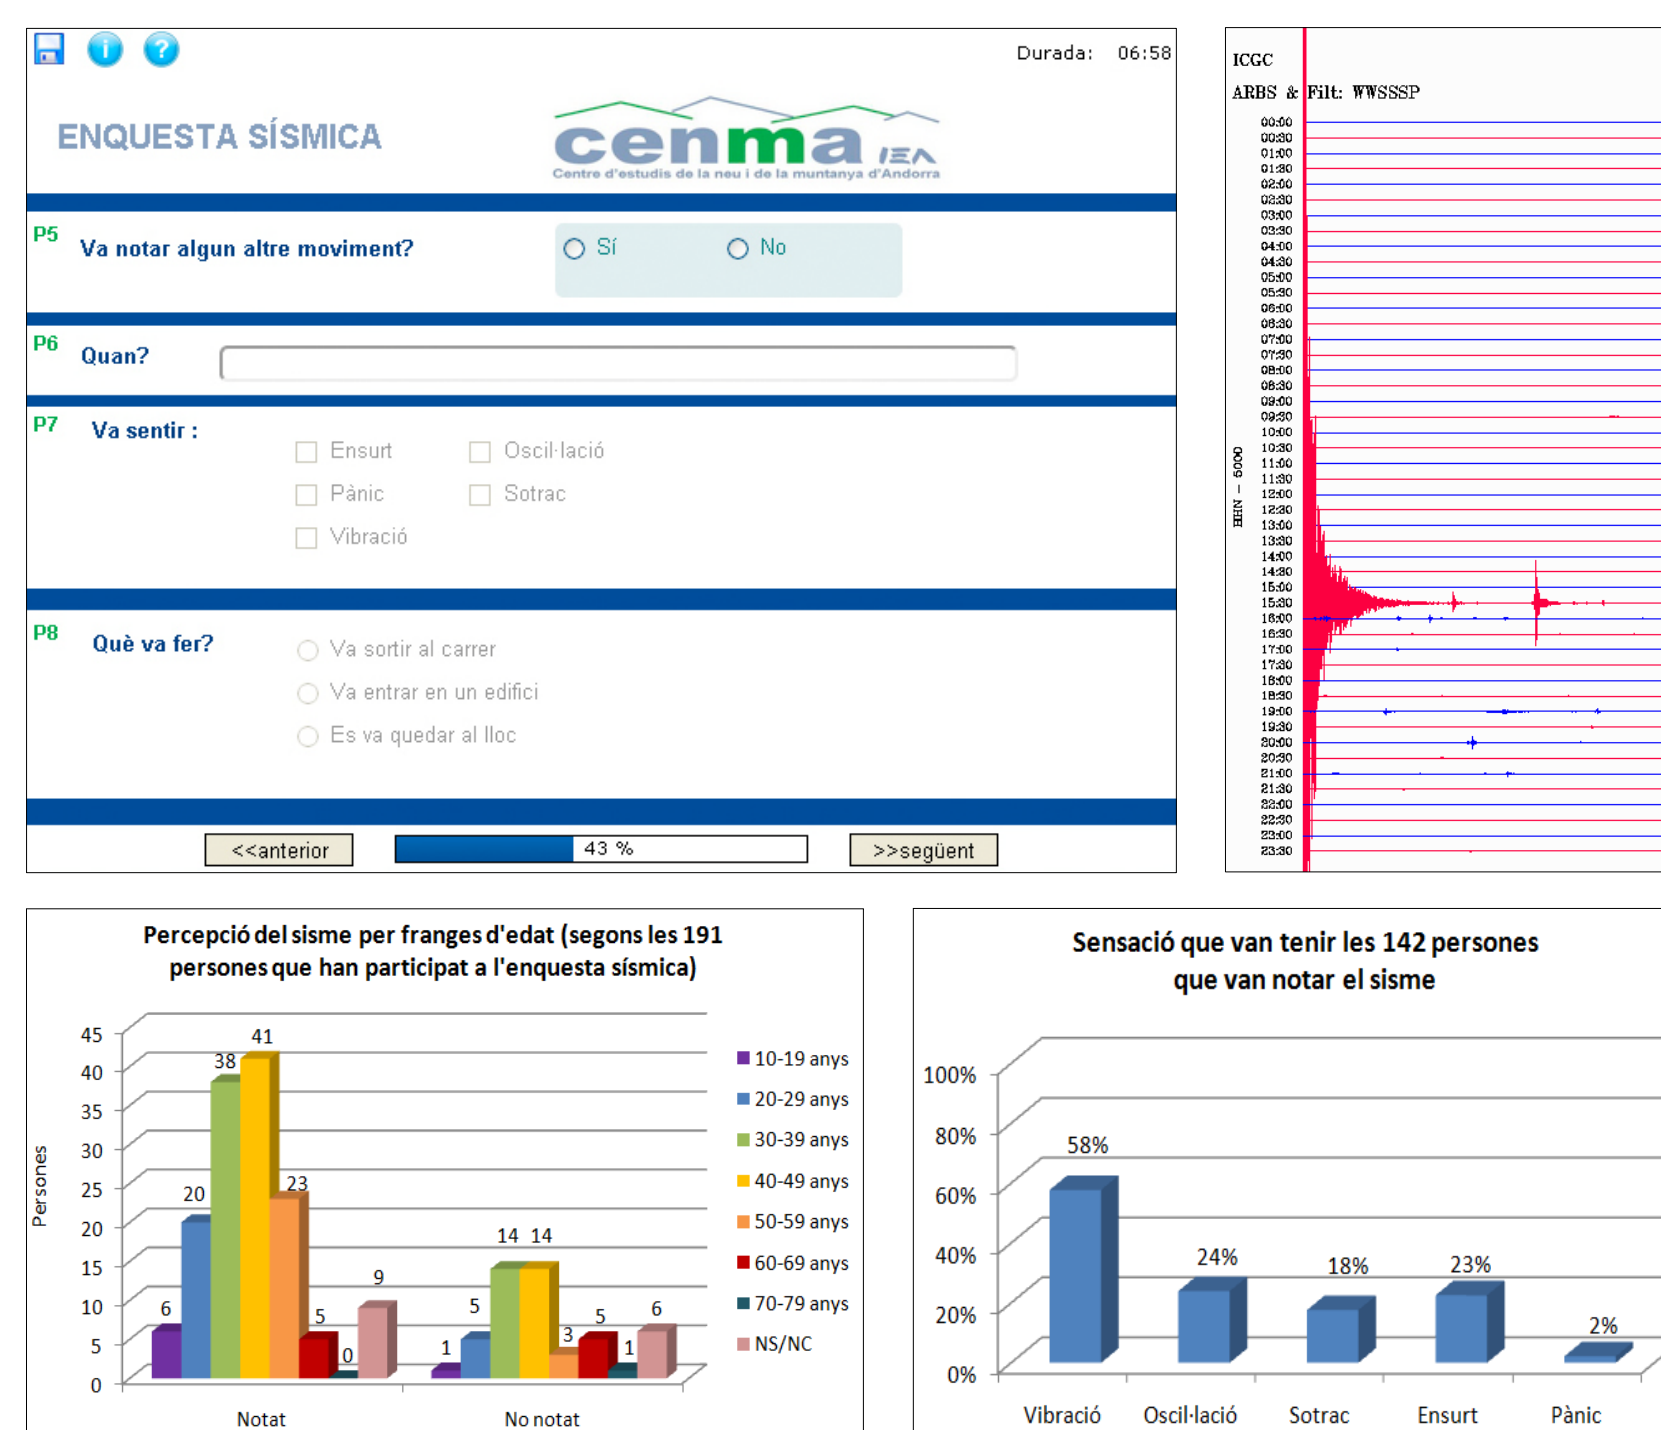 Durada: 06:58
ENQUESTA SÍSMICA
cenma IEA
Centre d'estudis de la neu i de la muntanya d'Andorra
P5 Va notar algun altre moviment?
Sí No
P6 Quan?
P7 Va sentir :
Ensurt Oscil·lació
Pànic Sotrac
Vibració
P8 Què va fer?
Va sortir al carrer
Va entrar en un edifici
Es va quedar al lloc
<<anterior 43 % >>següent
ICGC
ARBS & Filt: WWSSSP
HHN - 6000
00:00
00:30
01:00
01:30
02:00
02:30
03:00
03:30
04:00
04:30
05:00
05:30
06:00
06:30
07:00
07:30
08:00
08:30
09:00
09:30
10:00
10:30
11:00
11:30
12:00
12:30
13:00
13:30
14:00
14:30
15:00
15:30
16:00
16:30
17:00
17:30
18:00
18:30
19:00
19:30
20:00
20:30
21:00
21:30
22:00
22:30
23:00
23:30
Percepció del sisme per franges d'edat (segons les 191
persones que han participat a l'enquesta sísmica)
Persones
45
40
35
30
25
20
15
10
5
0
6 20 38 41 23 5 0 9
1 5 14 14 3 5 1 6
Notat No notat
10-19 anys
20-29 anys
30-39 anys
40-49 anys
50-59 anys
60-69 anys
70-79 anys
NS/NC
Sensació que van tenir les 142 persones
que van notar el sisme
100%
80%
60%
40%
20%
0%
58% 24% 18% 23% 2%
Vibració Oscil·lació Sotrac Ensurt Pànic